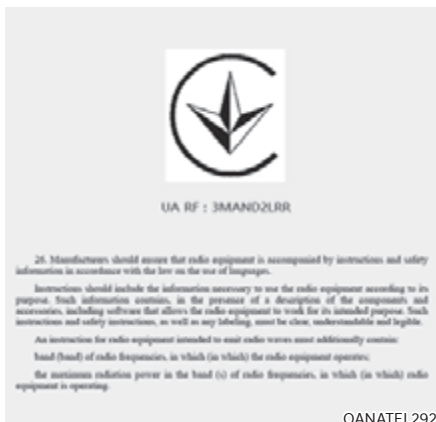 UA RF : 3MAND2LRR
26. Manufacturers should ensure that radio equipment is accompanied by instructions and safety
information in accordance with the law on the use of languages.
Instructions should include the information necessary to use the radio equipment according to its
purpose. Such information contains, in the presence of a description of the components and
accessories, including software that allows the radio equipment to work for its intended purpose. Such
instructions and safety instructions, as well as any labeling, must be clear, understandable and legible.
An instruction for radio equipment intended to emit radio waves must additionally contain:
band (band) of radio frequencies, in which (in which) the radio equipment operates;
the maximum radiation power in the band (s) of radio frequencies, in which (in which) radio
equipment is operating.
OANATEL292